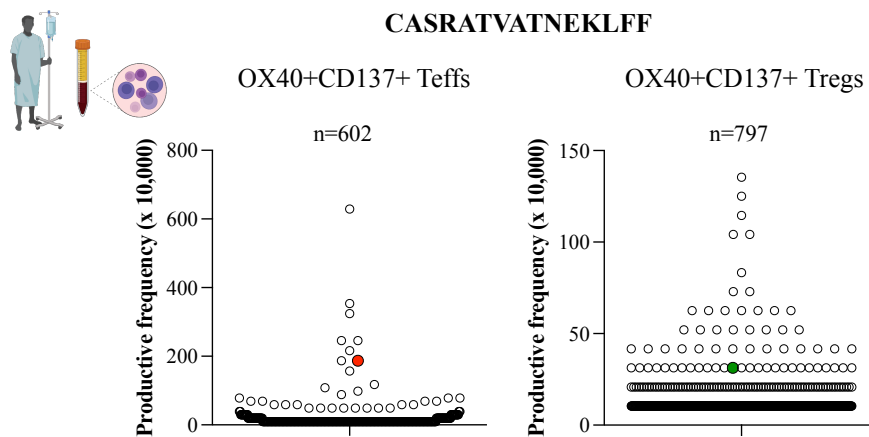 CASRATVATNEKLFF
OX40+CD137+ Teffs
OX40+CD137+ Tregs
n=602
n=797
Productive frequency (x 10,000)
800
600
400
200
0
Productive frequency (x 10,000)
150
100
50
0